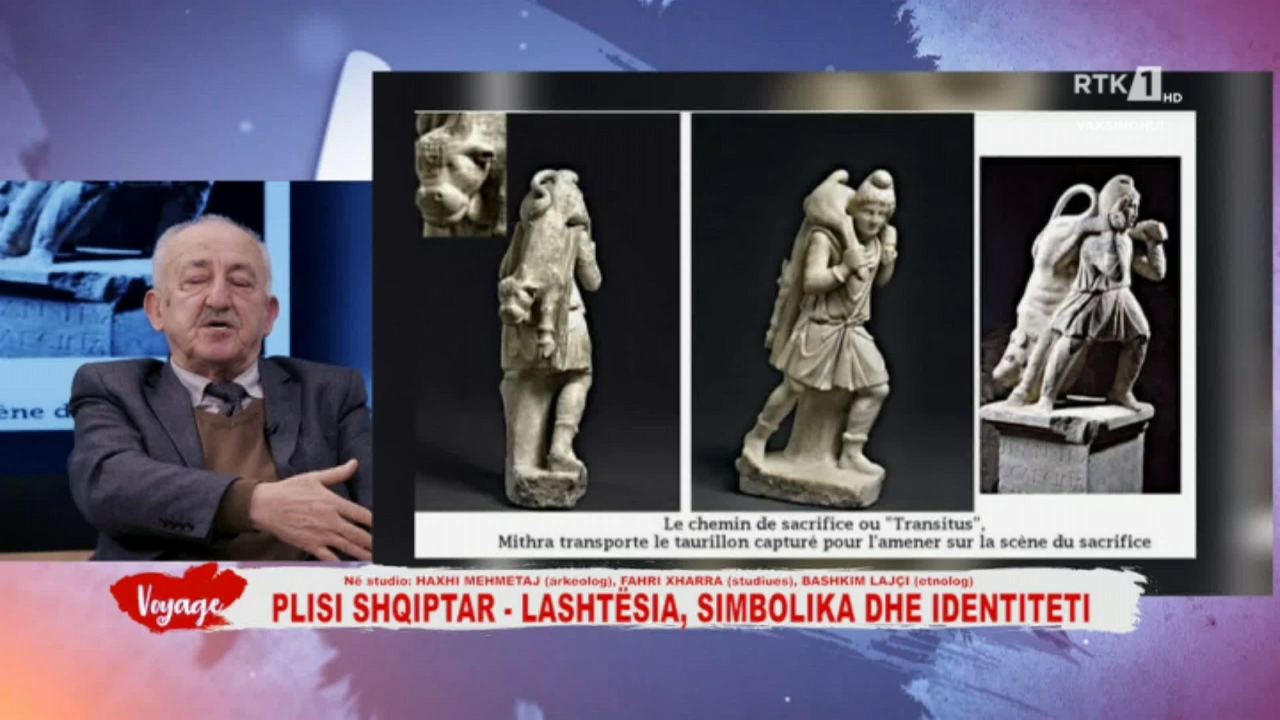 RTK 1 HD
VAKSINOHU!
Le chemin de sacrifice ou "Transitus",
Mithra transporte le taurillon capturé pour l'amener sur la scène du sacrifice
ène d
Në studio: HAXHI MEHMETAJ (arkeolog), FAHRI XHARRA (studiues), BASHKIM LAJÇI (etnolog)
Voyage
PLISI SHQIPTAR - LASHTËSIA, SIMBOLIKA DHE IDENTITETI